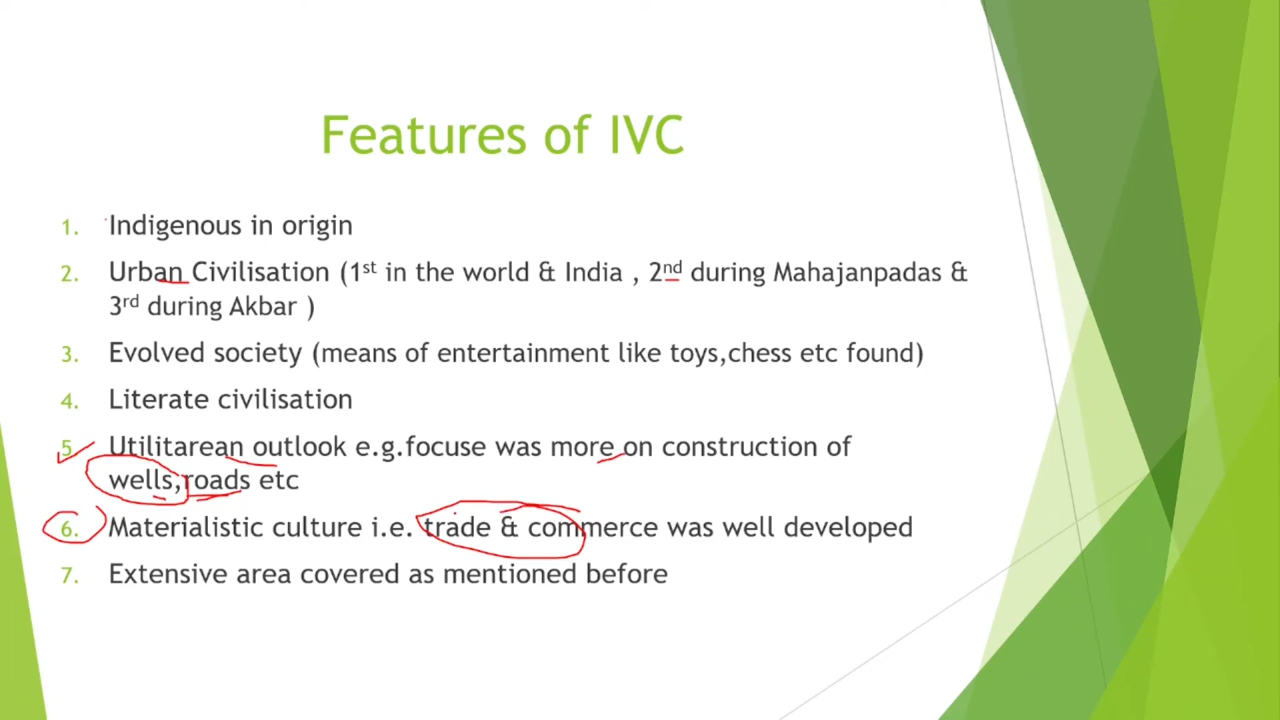 Features of IVC
1. Indigenous in origin
2. Urban Civilisation (1st in the world & India , 2nd during Mahajanpadas &
3rd during Akbar )
3. Evolved society (means of entertainment like toys,chess etc found)
4. Literate civilisation
5. Utilitarean outlook e.g.focuse was more on construction of
wells,roads etc
6. Materialistic culture i.e. trade & commerce was well developed
7. Extensive area covered as mentioned before